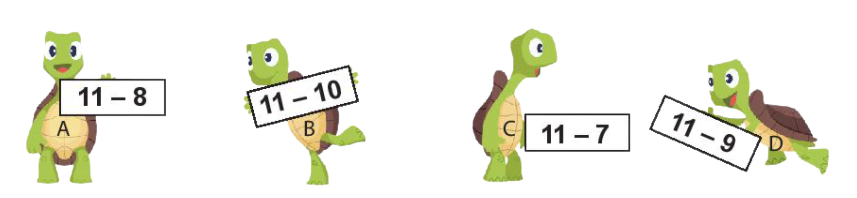 11 – 8
A
11 – 10
B
11 – 7
C
11 – 9
D